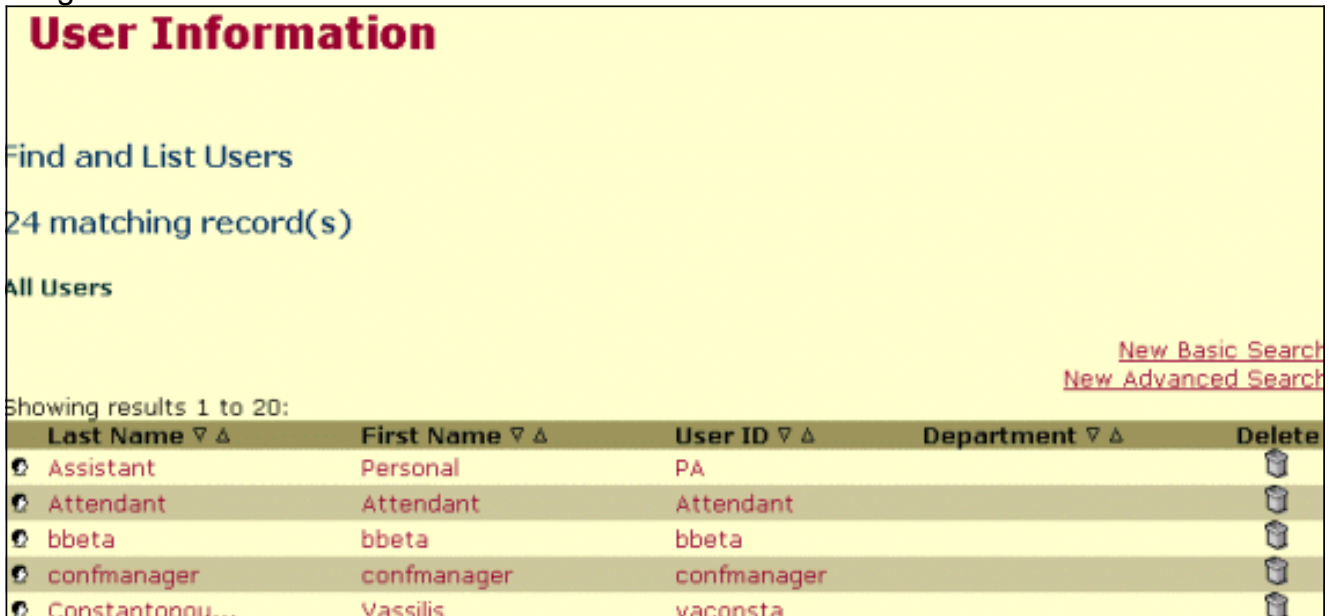 User Information
Find and List Users
24 matching record(s)
All Users
New Basic Search
New Advanced Search
Showing results 1 to 20:
Last Name First Name User ID Department Delete
Assistant Personal PA
Attendant Attendant Attendant
bbeta bbeta bbeta
confmanager confmanager confmanager
Constantopou... Vassilis vaconsta